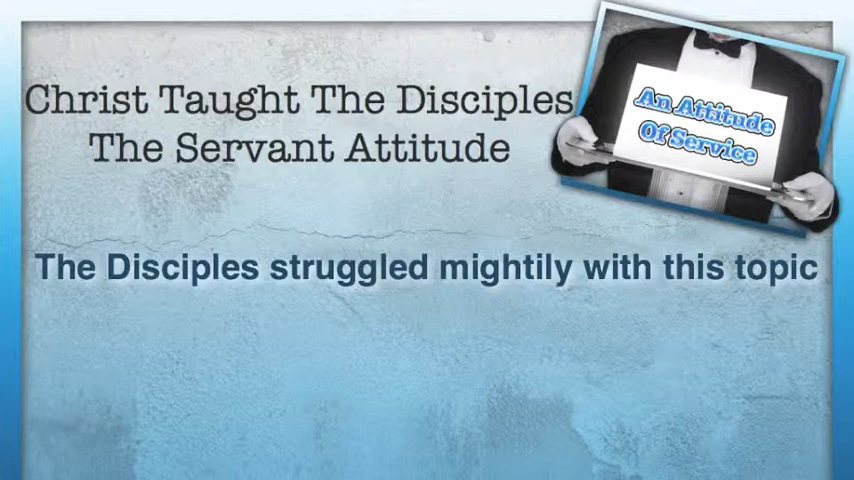 Christ Taught The Disciples
The Servant Attitude
An Attitude
Of Service
The Disciples struggled mightily with this topic